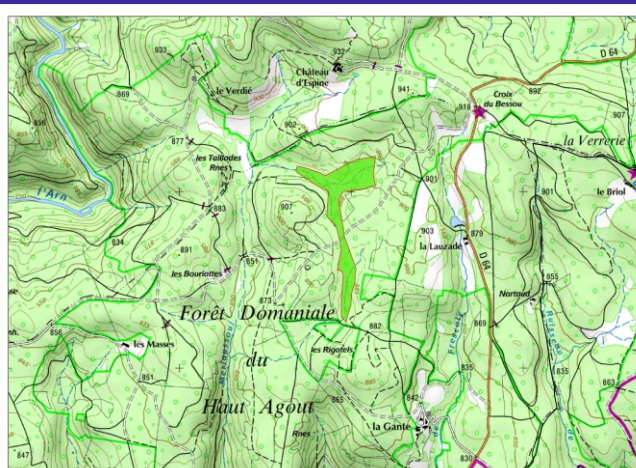 933
932
Château
d'Espine
D 64
le Verdié
869
941
892
Croix
du Bessou
918
907
856
902
877
la Verrerie
les Taillades
Rnes
l'Arn
901
901
le Briol
883
907
903
879
la Lauzade
834
891
D 64
851
les Bouriottes
855
873
Nortoud
Forêt Domaniale
869
882
856
les Masses
les Rigotels
du
851
835
835
863
Haut Agout
865
842
la Gante
Rnes
847
830